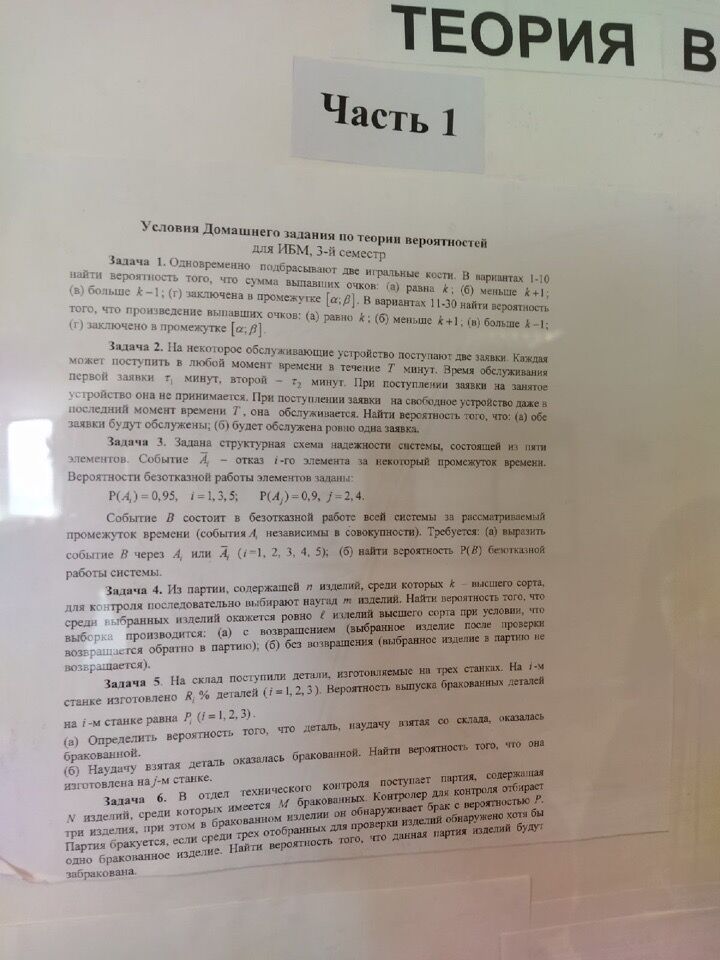 ТЕОРИЯ В
Часть 1
Условия Домашнего задания по теории вероятностей
для ИБМ, 3-й семестр
Задача 1. Одновременно подбрасывают две игральные кости. В вариантах 1-10
найти вероятность того, что сумма выпавших очков: (а) равна k; (б) меньше k+1;
(в) больше k−1; (г) заключена в промежутке [α;β]. В вариантах 11-30 найти вероятность
того, что произведение выпавших очков: (а) равно k; (б) меньше k+1; (в) больше k−1;
(г) заключено в промежутке [α;β].
Задача 2. На некоторое обслуживающие устройство поступают две заявки. Каждая
может поступить в любой момент времени в течение T минут. Время обслуживания
первой заявки τ₁ минут, второй – τ₂ минут. При поступлении заявки на занятое
устройство она не принимается. При поступлении заявки на свободное устройство даже в
последний момент времени T, она обслуживается. Найти вероятность того, что: (а) обе
заявки будут обслужены; (б) будет обслужена ровно одна заявка.
Задача 3. Задана структурная схема надежности системы, состоящей из пяти
элементов. Событие A̅ᵢ – отказ i-го элемента за некоторый промежуток времени.
Вероятности безотказной работы элементов заданы:
P(Aᵢ) = 0,95, i = 1, 3, 5; P(Aⱼ) = 0,9, j = 2, 4.
Событие B состоит в безотказной работе всей системы за рассматриваемый
промежуток времени (события Aᵢ независимы в совокупности). Требуется: (а) выразить
событие B через Aᵢ или A̅ᵢ (i=1, 2, 3, 4, 5); (б) найти вероятность P(B) безотказной
работы системы.
Задача 4. Из партии, содержащей n изделий, среди которых k – высшего сорта,
для контроля последовательно выбирают наугад m изделий. Найти вероятность того, что
среди выбранных изделий окажется ровно ℓ изделий высшего сорта при условии, что
выборка производится: (а) с возвращением (выбранное изделие после проверки
возвращается обратно в партию); (б) без возвращения (выбранное изделие в партию не
возвращается).
Задача 5. На склад поступили детали, изготовляемые на трех станках. На i-м
станке изготовлено Rᵢ % деталей (i = 1, 2, 3). Вероятность выпуска бракованных деталей
на i-м станке равна Pᵢ (i = 1, 2, 3).
(а) Определить вероятность того, что деталь, наудачу взятая со склада, оказалась
бракованной.
(б) Наудачу взятая деталь оказалась бракованной. Найти вероятность того, что она
изготовлена на j-м станке.
Задача 6. В отдел технического контроля поступает партия, содержащая
N изделий, среди которых имеется M бракованных. Контролер для контроля отбирает
три изделия, при этом в бракованном изделии он обнаруживает брак с вероятностью P.
Партия бракуется, если среди трех отобранных для проверки изделий обнаружено хотя бы
одно бракованное изделие. Найти вероятность того, что данная партия изделий будут
забракована.